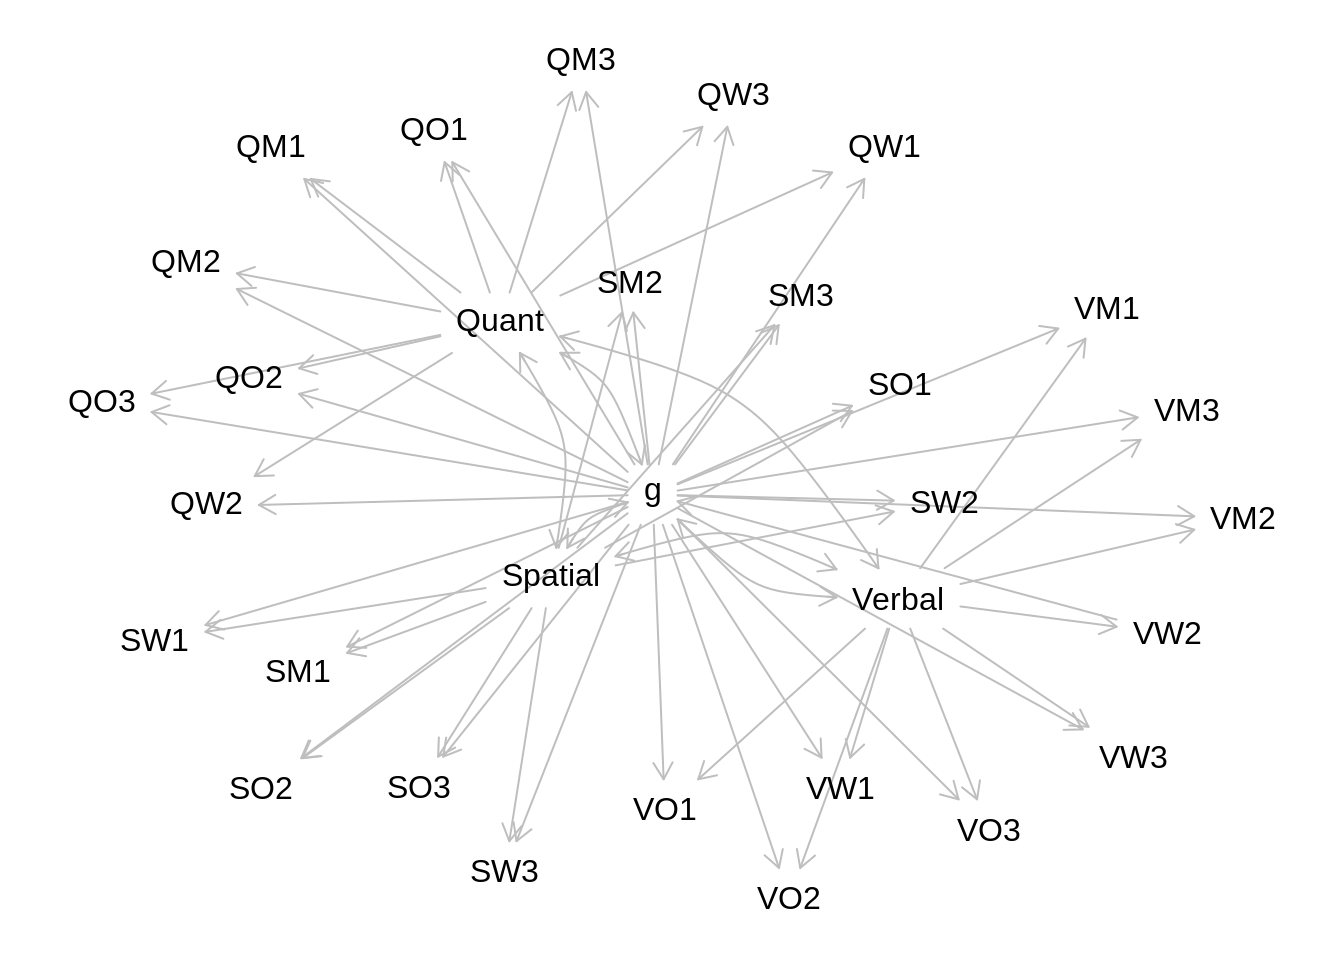 QM3
QW3
QO1
QM1
QW1
QM2
SM2
SM3
VM1
Quant
QO2
SO1
QO3
VM3
g
QW2
SW2
VM2
Spatial
Verbal
VW2
SW1
SM1
VW3
SO2
SO3
VW1
VO1
VO3
SW3
VO2